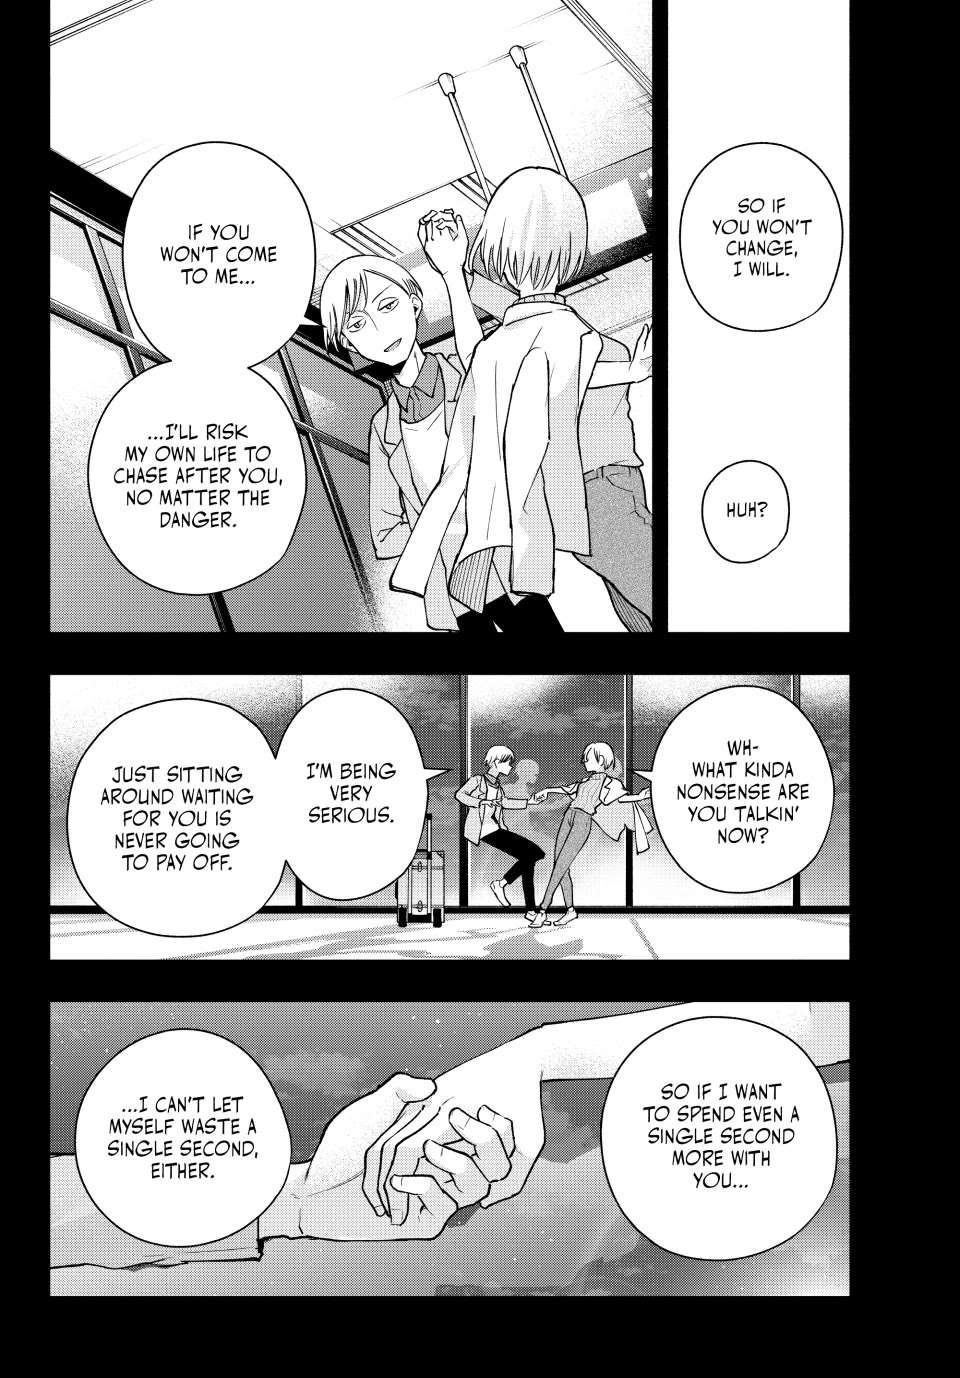 SO IF
YOU WON'T
CHANGE,
I WILL.
HUH?
IF YOU
WON'T COME
TO ME...
...I'LL RISK
MY OWN LIFE TO
CHASE AFTER YOU,
NO MATTER THE
DANGER.
WH-
WHAT KINDA
NONSENSE ARE
YOU TALKIN'
NOW?
I'M BEING
VERY
SERIOUS.
JUST SITTING
AROUND WAITING
FOR YOU IS
NEVER GOING
TO PAY OFF.
SO IF I WANT
TO SPEND EVEN A
SINGLE SECOND
MORE WITH
YOU...
...I CAN'T LET
MYSELF WASTE A
SINGLE SECOND,
EITHER.